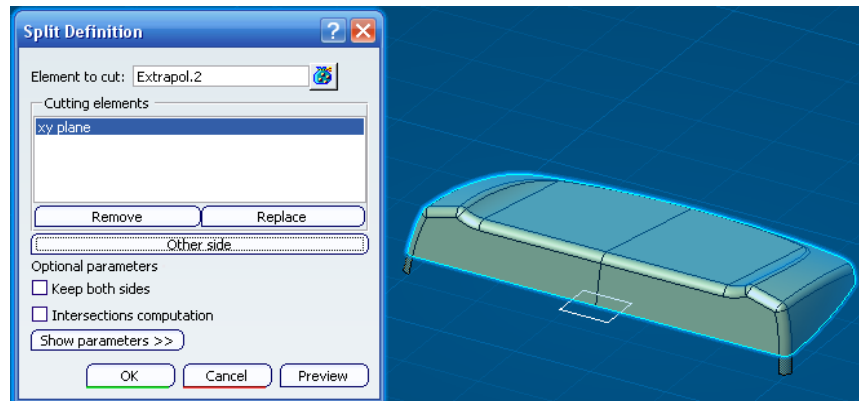 Split Definition
?
Element to cut: Extrapol.2
Cutting elements
xy plane
Remove Replace
Other side
Optional parameters
Keep both sides
Intersections computation
Show parameters >>
OK Cancel Preview